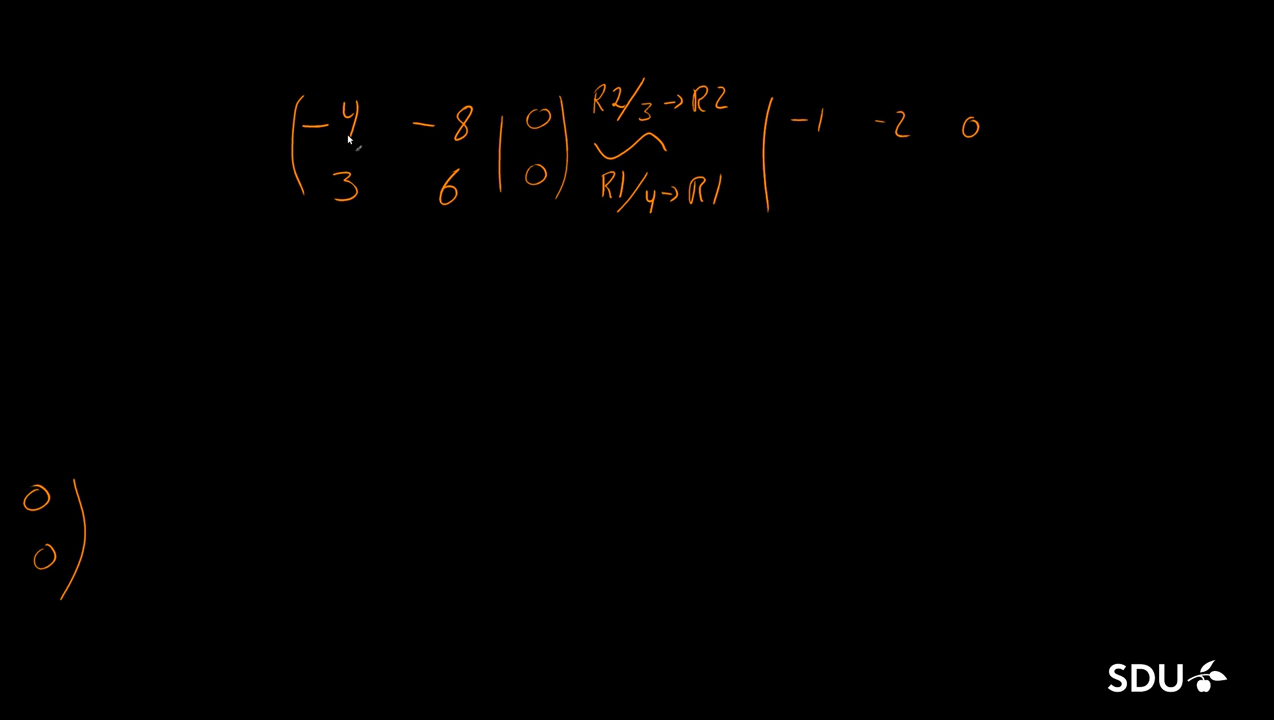 R2/3 → R2
( -4 -8 | 0 ) ( -1 -2 0
3 6 | 0
R1/4 → R1
0 )
0
SDU